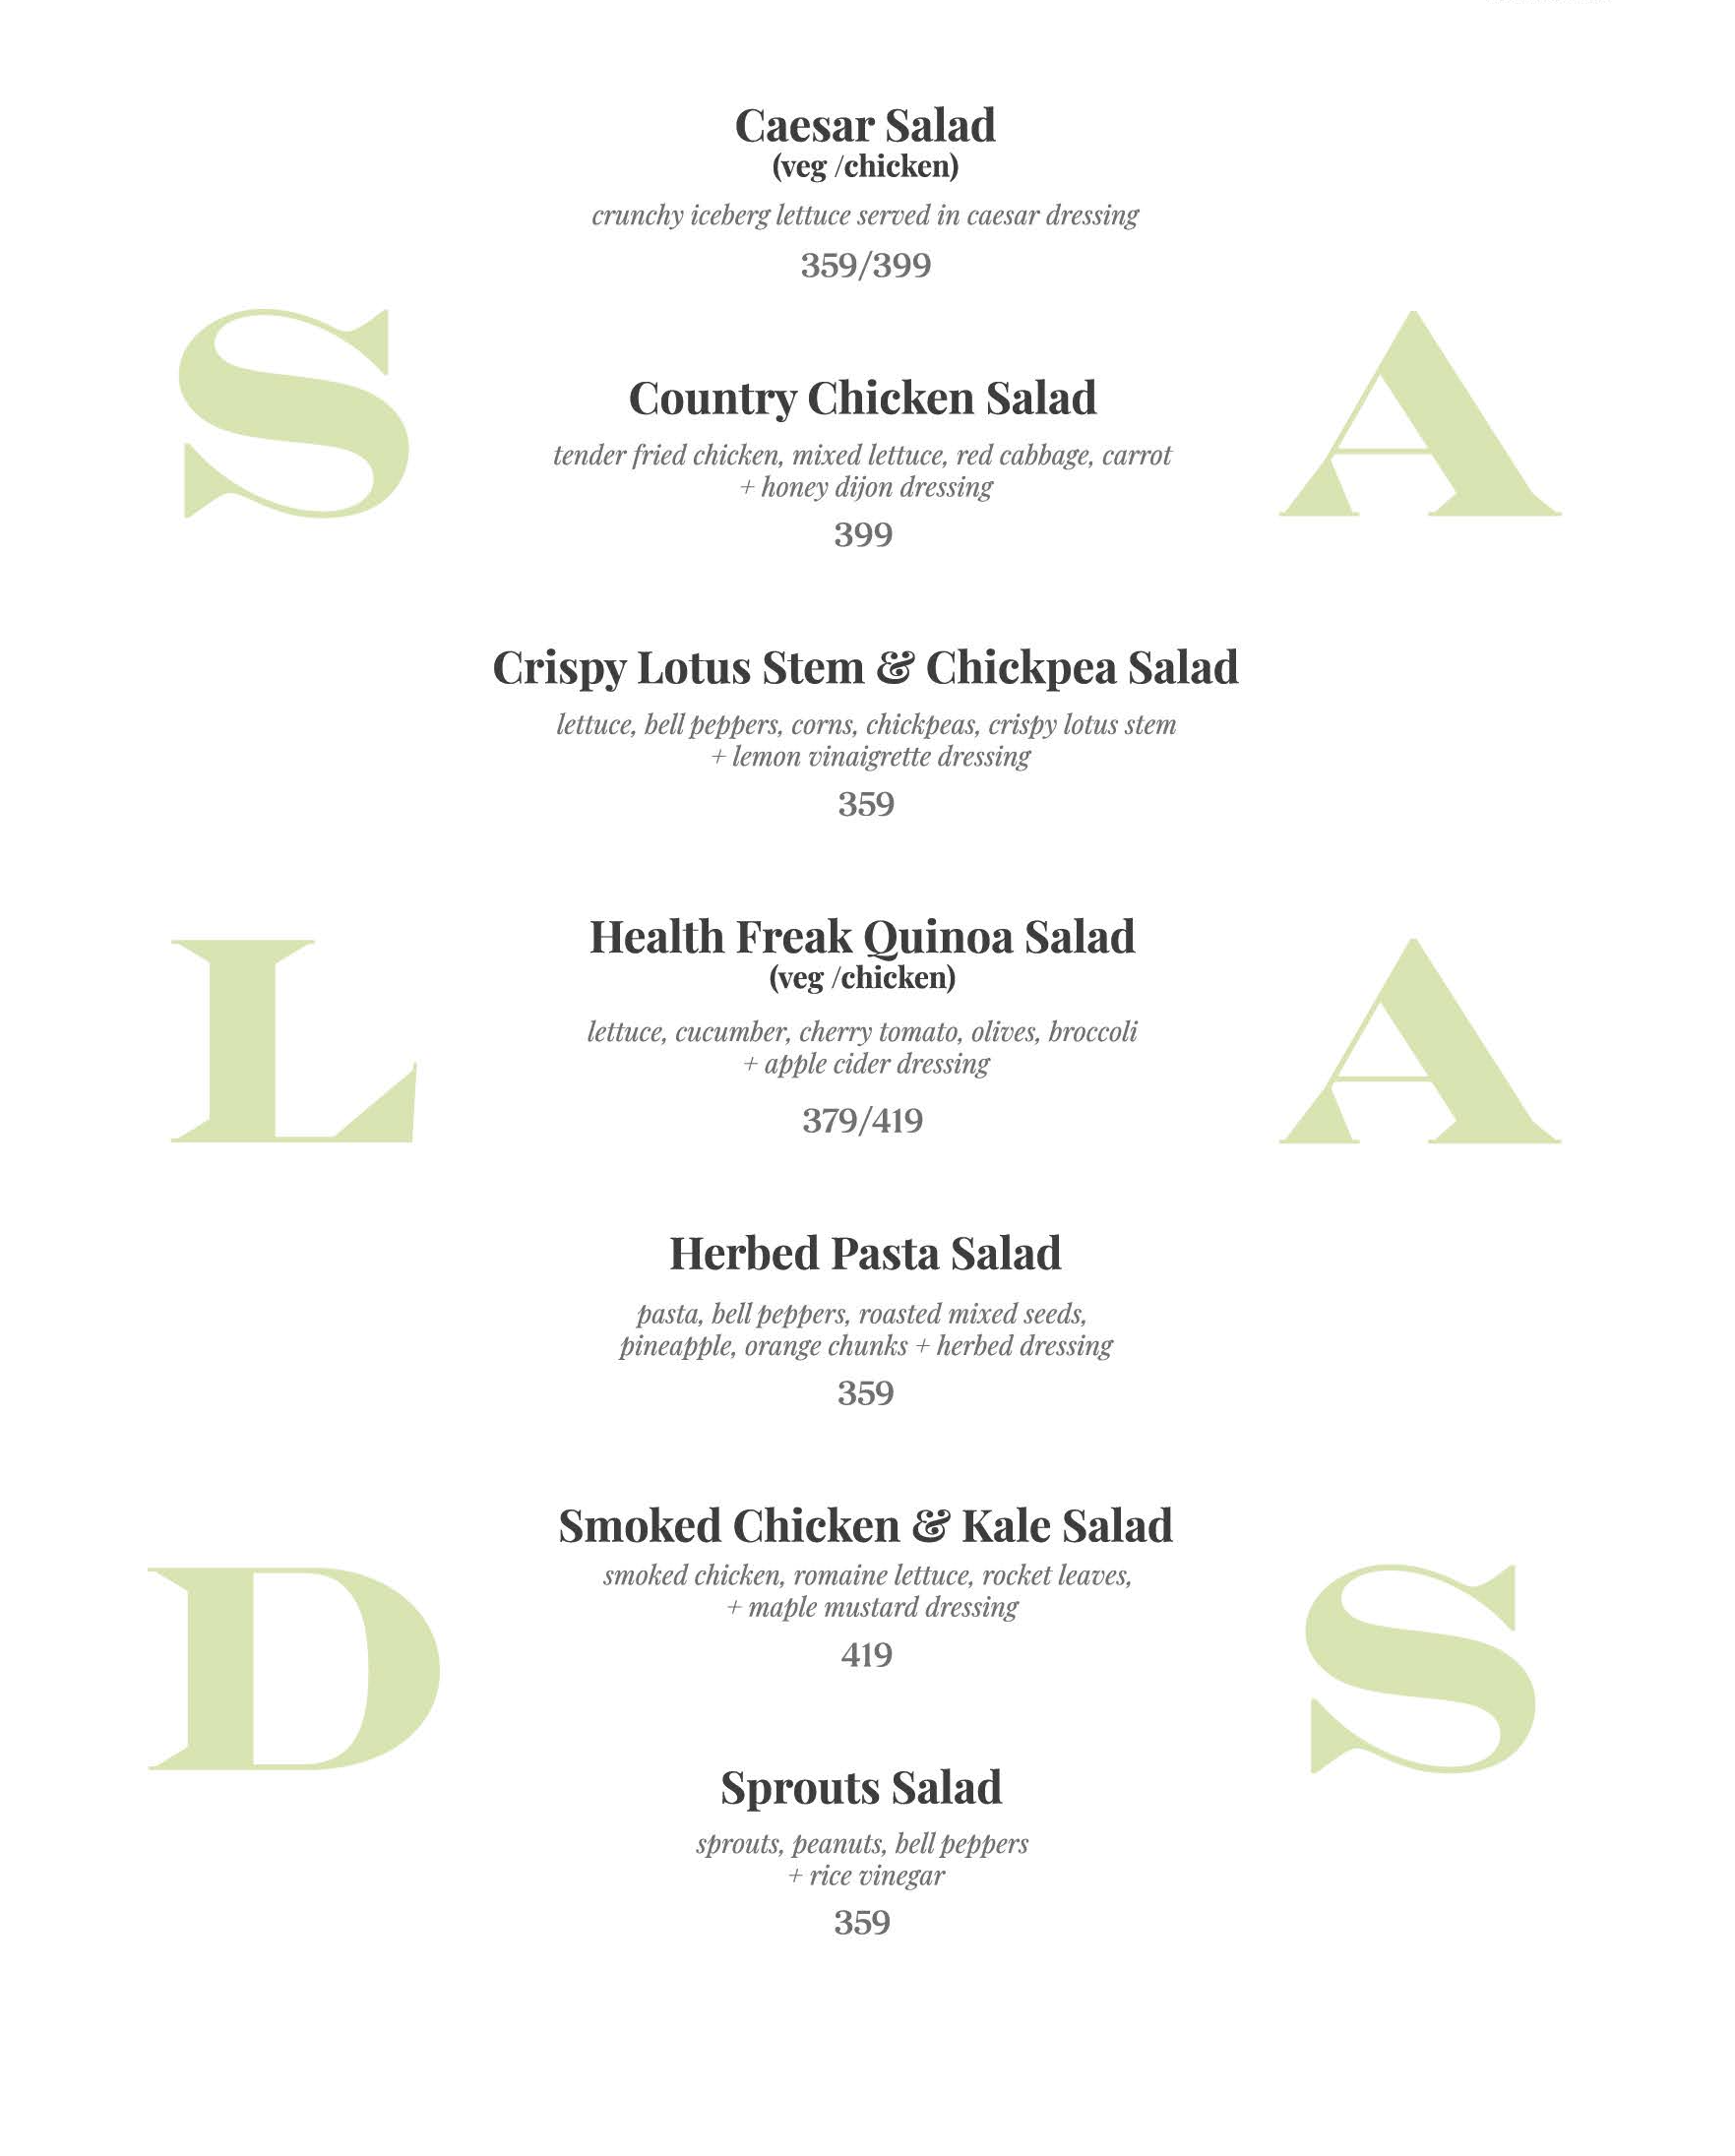 Caesar Salad
(veg /chicken)
crunchy iceberg lettuce served in caesar dressing
359/399
S A
Country Chicken Salad
tender fried chicken, mixed lettuce, red cabbage, carrot
+ honey dijon dressing
399
Crispy Lotus Stem & Chickpea Salad
lettuce, bell peppers, corns, chickpeas, crispy lotus stem
+ lemon vinaigrette dressing
359
L A
Health Freak Quinoa Salad
(veg /chicken)
lettuce, cucumber, cherry tomato, olives, broccoli
+ apple cider dressing
379/419
Herbed Pasta Salad
pasta, bell peppers, roasted mixed seeds,
pineapple, orange chunks + herbed dressing
359
D S
Smoked Chicken & Kale Salad
smoked chicken, romaine lettuce, rocket leaves,
+ maple mustard dressing
419
Sprouts Salad
sprouts, peanuts, bell peppers
+ rice vinegar
359